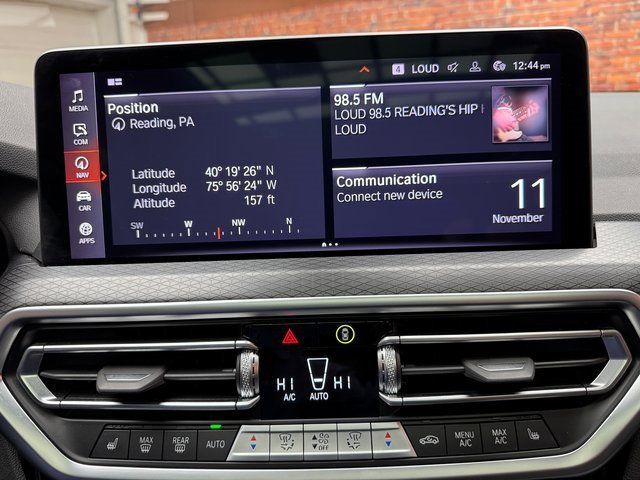 4 LOUD 12:44 pm
MEDIA
COM
NAV
CAR
APPS
Position
Reading, PA
Latitude 40° 19' 26" N
Longitude 75° 56' 24" W
Altitude 157 ft
SW W NW N
98.5 FM
LOUD 98.5 READING'S HIP
LOUD
Communication
Connect new device
11
November
HI HI
A/C AUTO
MAX
REAR
AUTO
OFF
MENU
A/C
MAX
A/C